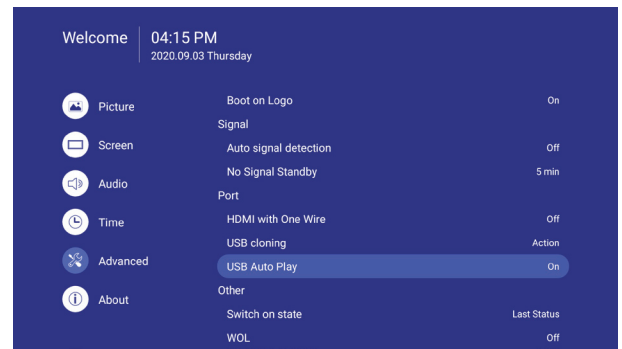 Welcome
04:15 PM
2020.09.03 Thursday
Picture
Screen
Audio
Time
Advanced
About
Boot on Logo On
Signal
Auto signal detection Off
No Signal Standby 5 min
Port
HDMI with One Wire Off
USB cloning Action
USB Auto Play On
Other
Switch on state Last Status
WOL Off